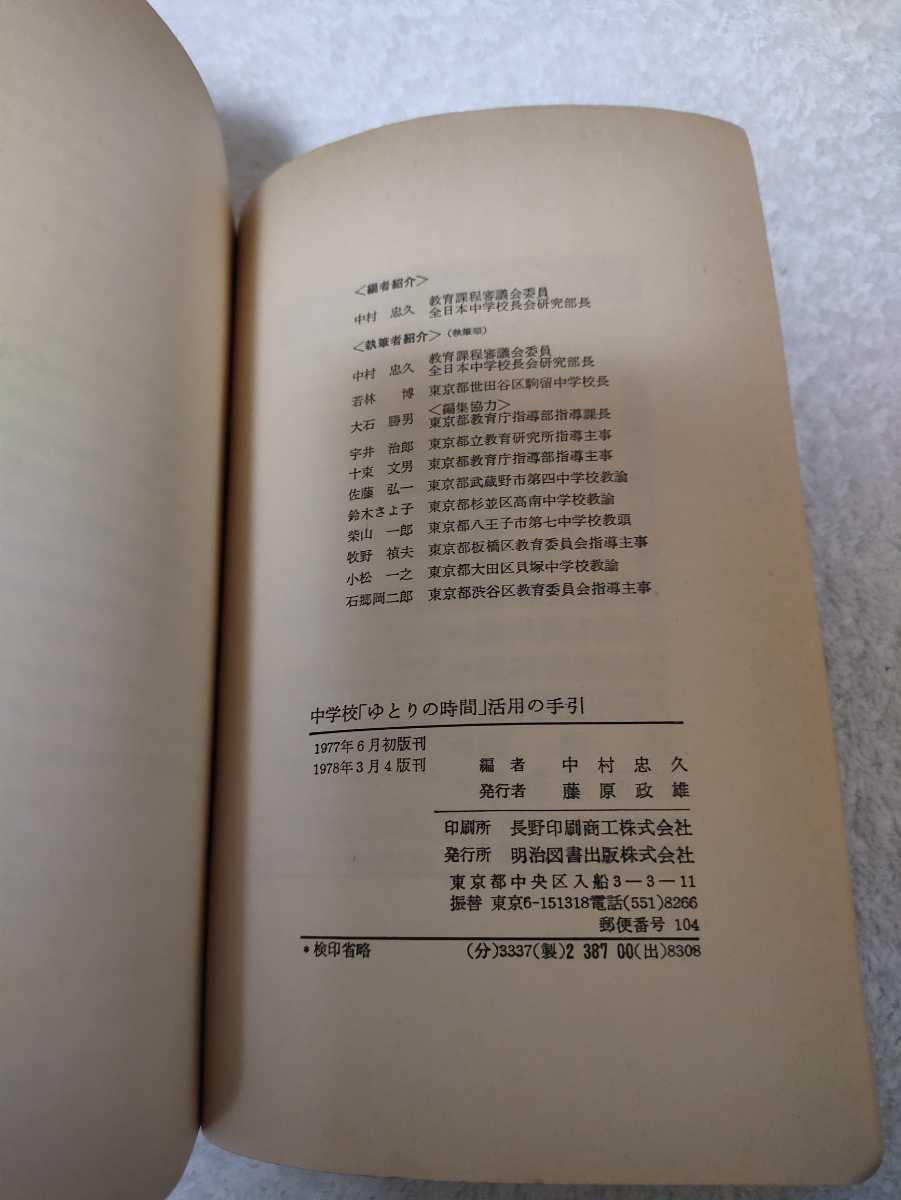 ＜編者紹介＞
中村 忠久 教育課程審議会委員
全日本中学校長会研究部長
＜執筆者紹介＞(執筆順)
中村 忠久 教育課程審議会委員
全日本中学校長会研究部長
若林 博 東京都世田谷区駒留中学校長
＜編集協力＞
大石 勝男 東京都教育庁指導部指導課長
宇井 治郎 東京都立教育研究所指導主事
十束 文男 東京都教育庁指導部指導主事
佐藤 弘一 東京都武蔵野市第四中学校教諭
鈴木さよ子 東京都杉並区高南中学校教諭
柴山 一郎 東京都八王子市第七中学校教頭
牧野 禎夫 東京都板橋区教育委員会指導主事
小松 一之 東京都大田区貝塚中学校教諭
石郷岡二郎 東京都渋谷区教育委員会指導主事
中学校「ゆとりの時間」活用の手引
1977年6月初版刊
1978年3月4版刊 編者 中村忠久
発行者 藤原政雄
印刷所 長野印刷商工株式会社
発行所 明治図書出版株式会社
東京都中央区入船3－3－11
振替 東京6-151318電話(551)8266
郵便番号 104
*検印省略 (分)3337(製)2 387 00(出)8308